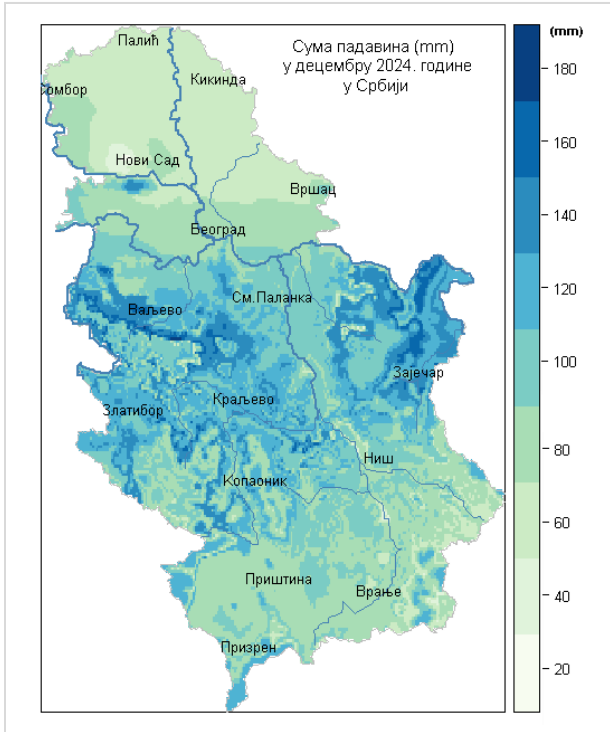 Сума падавина (mm)
у децембру 2024. године
у Србији
(mm)
Палић
Кикинда
омбор
Нови Сад
Вршац
Београд
См.Паланка
Ваљево
Зајечар
Златибор
Краљево
Ниш
Копаоник
Приштина
Врање
Призрен
180
160
140
120
100
80
60
40
20